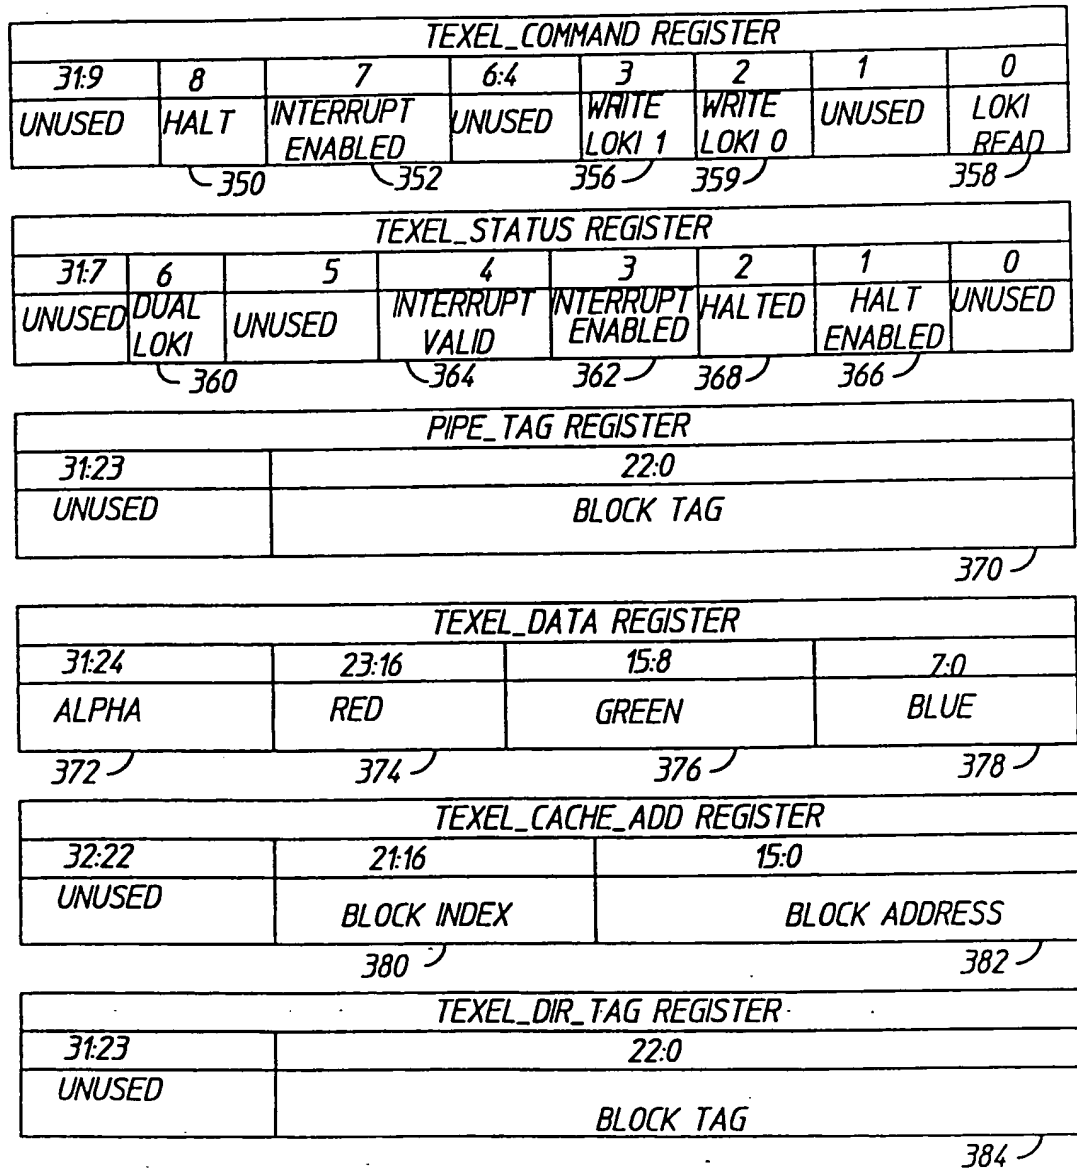 TEXEL_COMMAND REGISTER
31:9 8 7 6:4 3 2 1 0
UNUSED HALT INTERRUPT ENABLED UNUSED WRITE LOKI 1 WRITE LOKI 0 UNUSED LOKI READ
350 352 356 359 358
TEXEL_STATUS REGISTER
31:7 6 5 4 3 2 1 0
UNUSED DUAL LOKI UNUSED INTERRUPT VALID INTERRUPT ENABLED HALTED HALT ENABLED UNUSED
360 364 362 368 366
PIPE_TAG REGISTER
31:23 22:0
UNUSED BLOCK TAG
370
TEXEL_DATA REGISTER
31:24 23:16 15:8 7:0
ALPHA RED GREEN BLUE
372 374 376 378
TEXEL_CACHE_ADD REGISTER
32:22 21:16 15:0
UNUSED BLOCK INDEX BLOCK ADDRESS
380 382
TEXEL_DIR_TAG REGISTER
31:23 22:0
UNUSED
BLOCK TAG
384